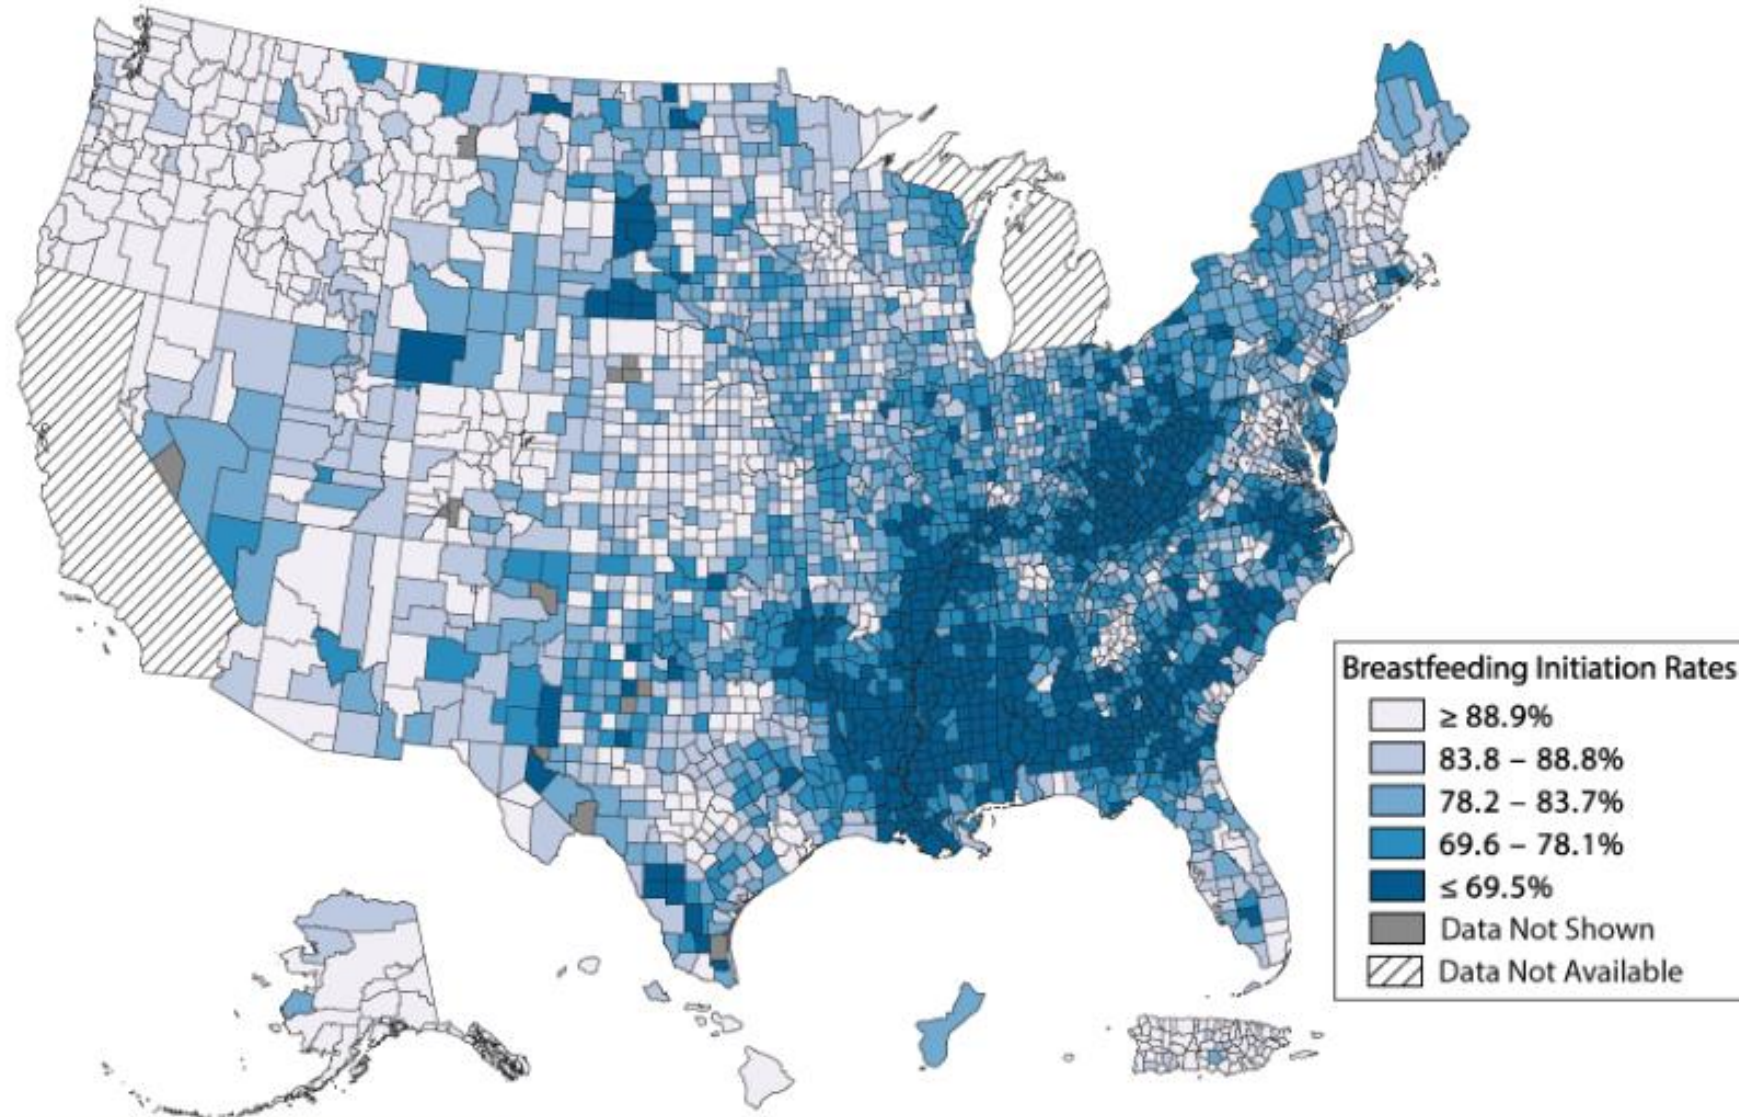 Breastfeeding Initiation Rates
≥ 88.9%
83.8 – 88.8%
78.2 – 83.7%
69.6 – 78.1%
≤ 69.5%
Data Not Shown
Data Not Available